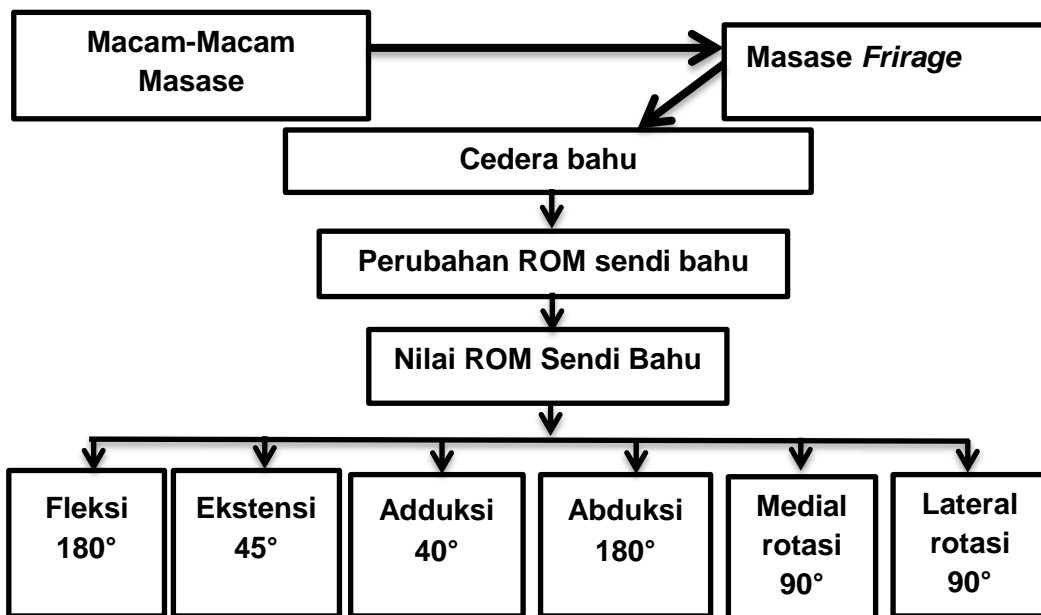 Macam-Macam
Masase
Masase Frirage
Cedera bahu
Perubahan ROM sendi bahu
Nilai ROM Sendi Bahu
Fleksi
180°
Ekstensi
45°
Adduksi
40°
Abduksi
180°
Medial
rotasi
90°
Lateral
rotasi
90°